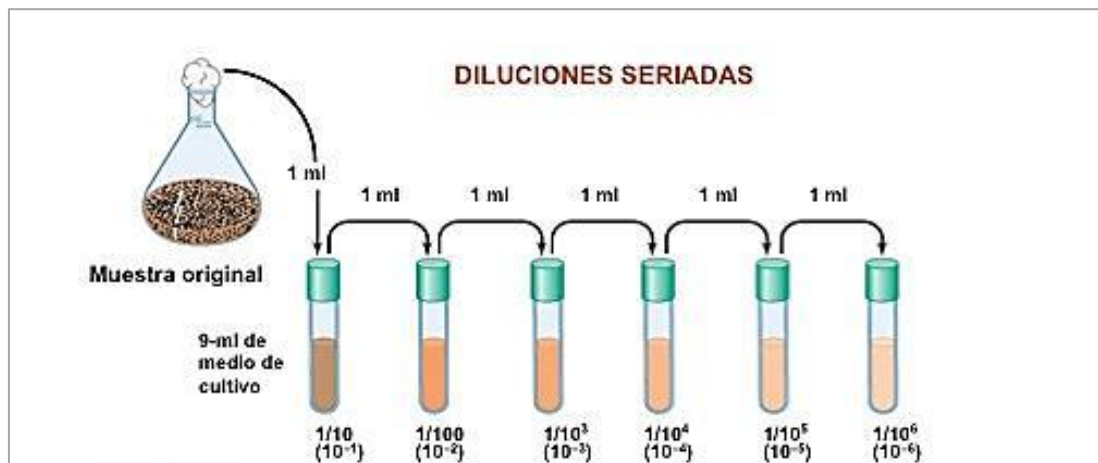 DILUCIONES SERIADAS
1 ml
1 ml
1 ml
1 ml
1 ml
1 ml
Muestra original
9-ml de
medio de
cultivo
1/10
(10⁻¹)
1/100
(10⁻²)
1/10³
(10⁻³)
1/10⁴
(10⁻⁴)
1/10⁵
(10⁻⁵)
1/10⁶
(10⁻⁶)